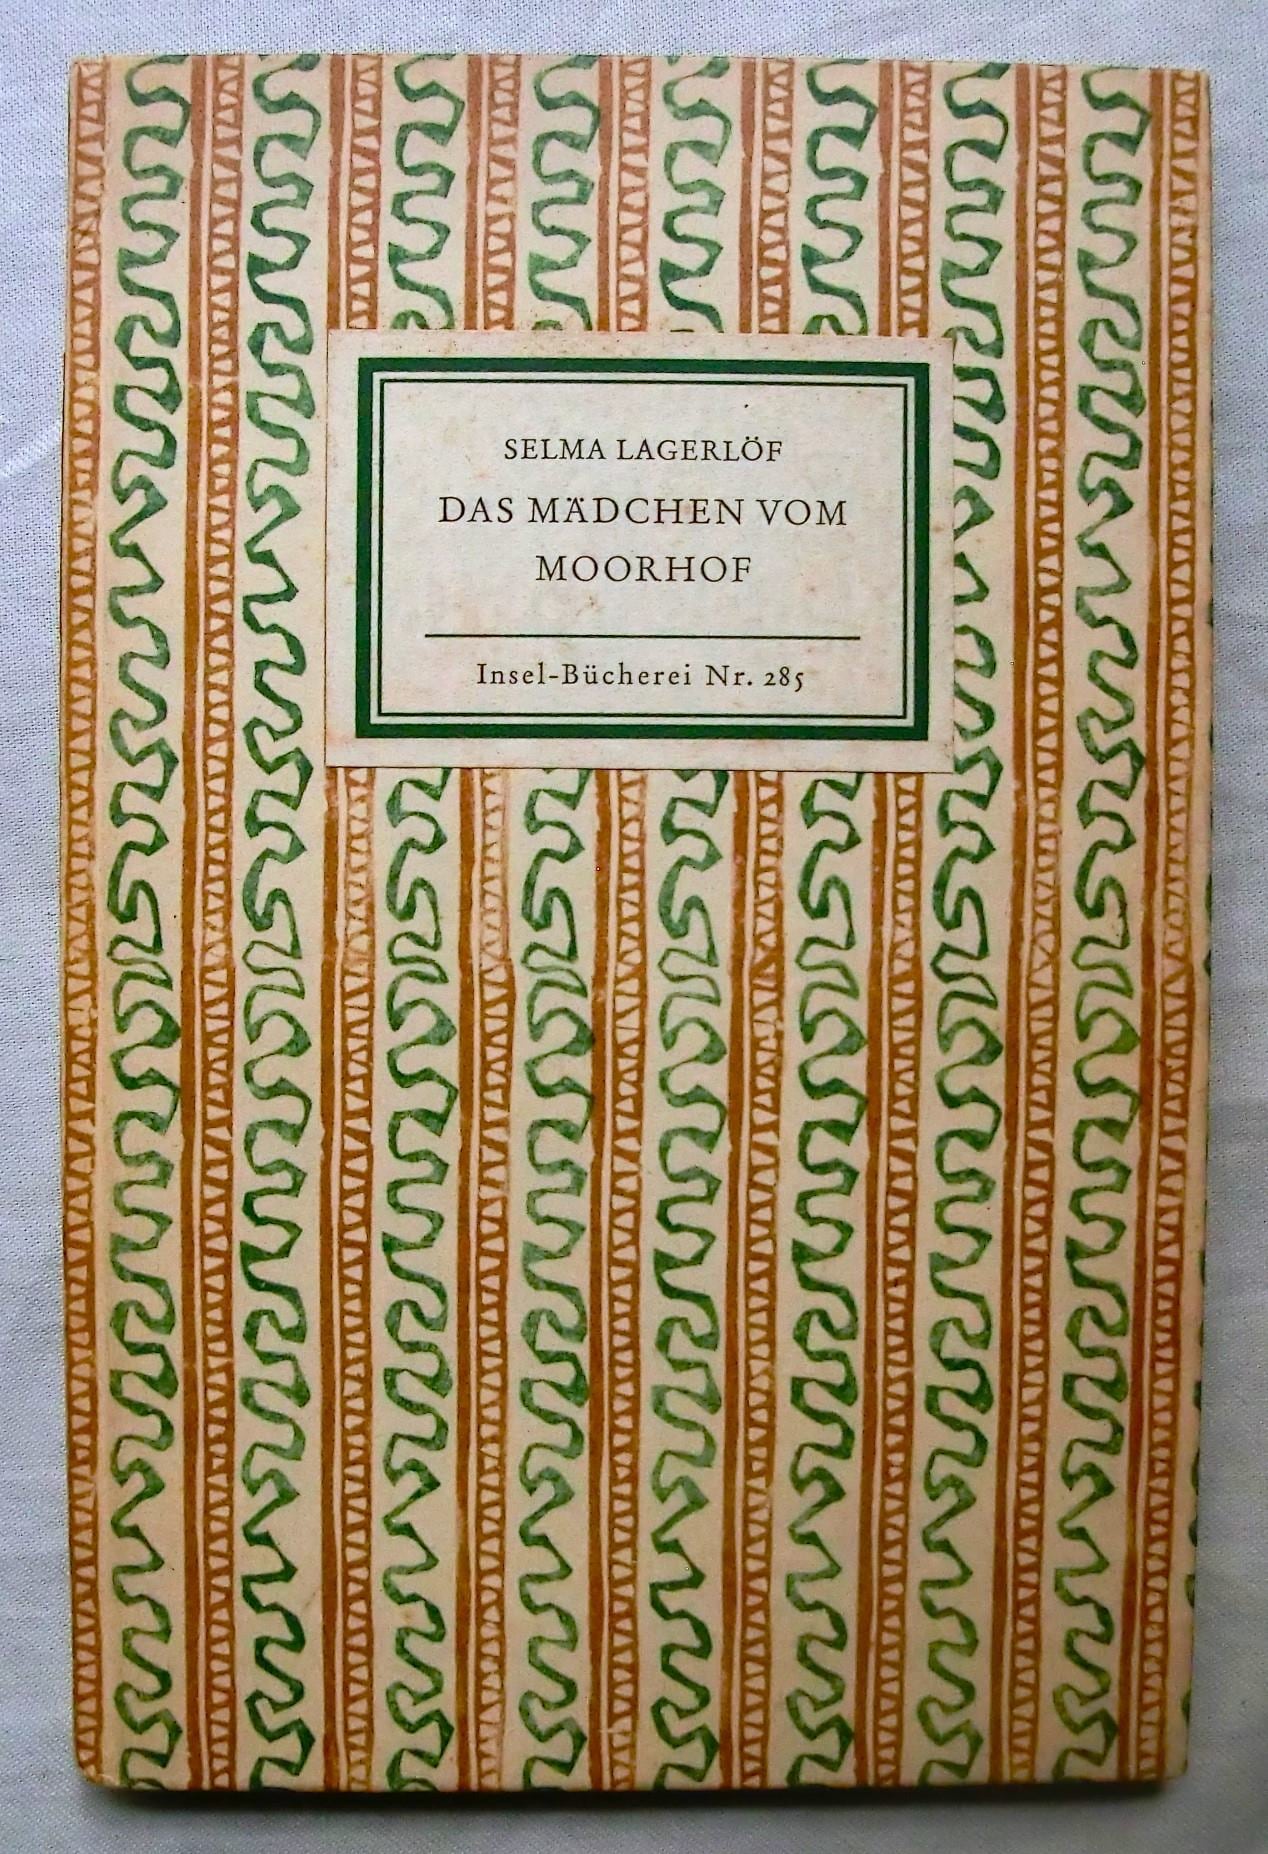 SELMA LAGERLÖF
DAS MÄDCHEN VOM
MOORHOF
Insel-Bücherei Nr. 285